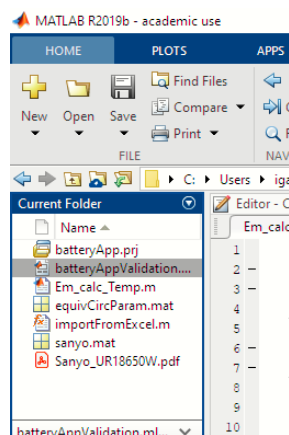 MATLAB R2019b - academic use
HOME PLOTS APPS
New Open Save Find Files Compare Print
FILE NAV
C: Users iga
Current Folder
Editor - C
Name
Em_calc
batteryApp.prj
batteryAppValidation....
Em_calc_Temp.m
equivCircParam.mat
importFromExcel.m
sanyo.mat
Sanyo_UR18650W.pdf
1
2
3
4
5
6
7
8
9
10
batteryAppValidation.ml...